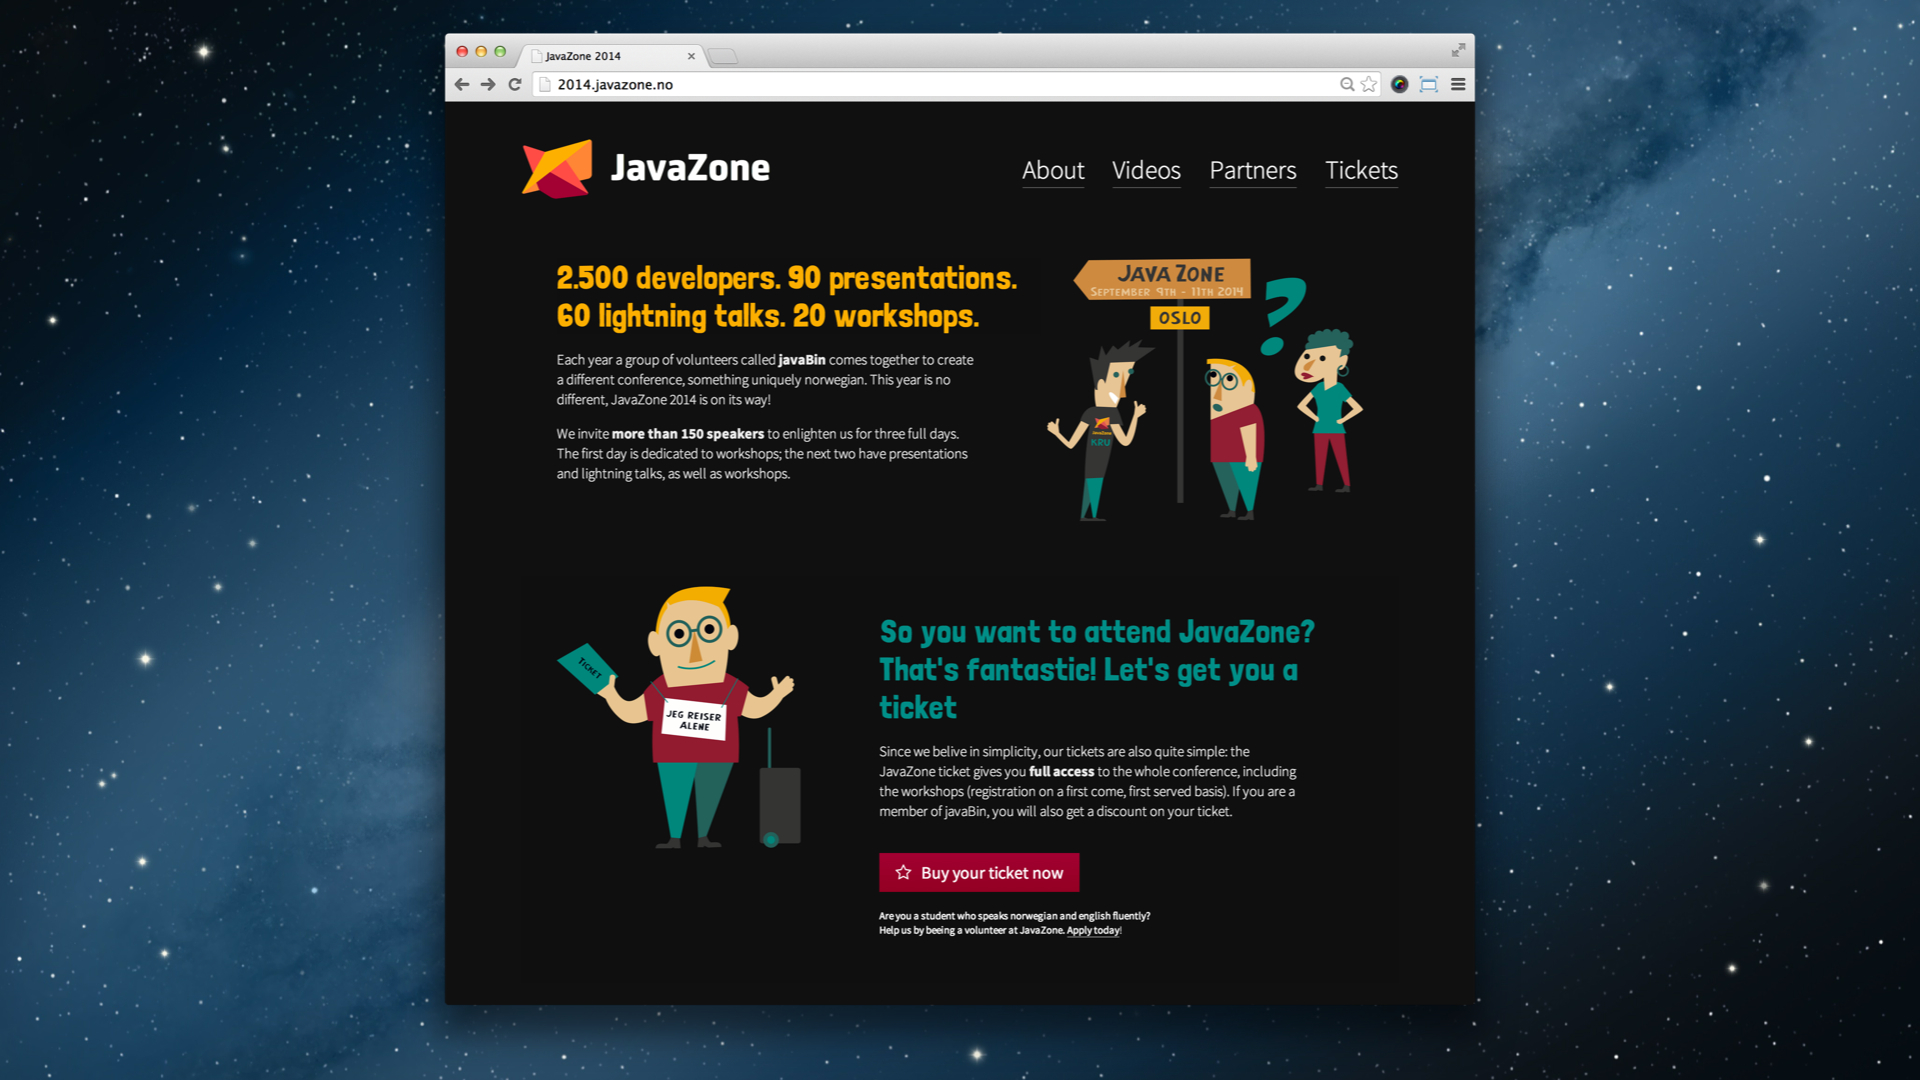 JavaZone 2014
2014.javazone.no
JavaZone
About Videos Partners Tickets
2.500 developers. 90 presentations.
60 lightning talks. 20 workshops.
Each year a group of volunteers called javaBin comes together to create
a different conference, something uniquely norwegian. This year is no
different, JavaZone 2014 is on its way!
We invite more than 150 speakers to enlighten us for three full days.
The first day is dedicated to workshops; the next two have presentations
and lightning talks, as well as workshops.
JAVA ZONE
SEPTEMBER 9TH - 11TH 2014
OSLO
?
JavaZone
KRU
TICKET
JEG REISER
ALENE
So you want to attend JavaZone?
That's fantastic! Let's get you a
ticket
Since we belive in simplicity, our tickets are also quite simple: the
JavaZone ticket gives you full access to the whole conference, including
the workshops (registration on a first come, first served basis). If you are a
member of javaBin, you will also get a discount on your ticket.
Buy your ticket now
Are you a student who speaks norwegian and english fluently?
Help us by beeing a volunteer at JavaZone. Apply today!